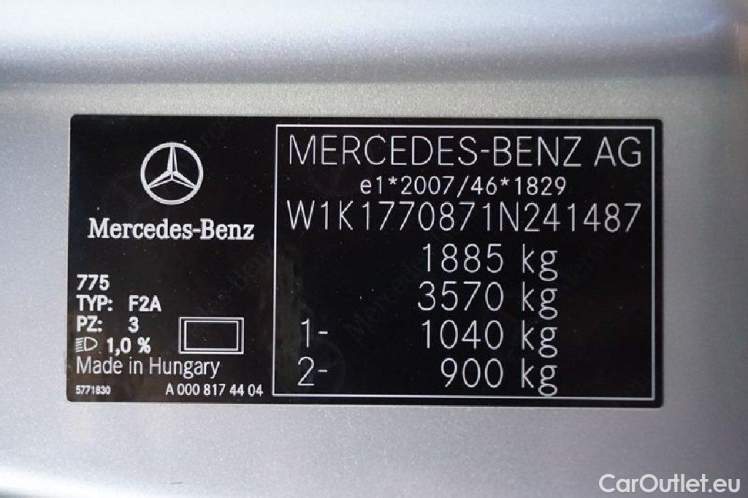 Mercedes-Benz
775
TYP: F2A
PZ: 3
1,0 %
Made in Hungary
5771830 A 000 817 44 04
MERCEDES-BENZ AG
e1*2007/46*1829
W1K1770871N241487
1885 kg
3570 kg
1- 1040 kg
2- 900 kg
CarOutlet.eu